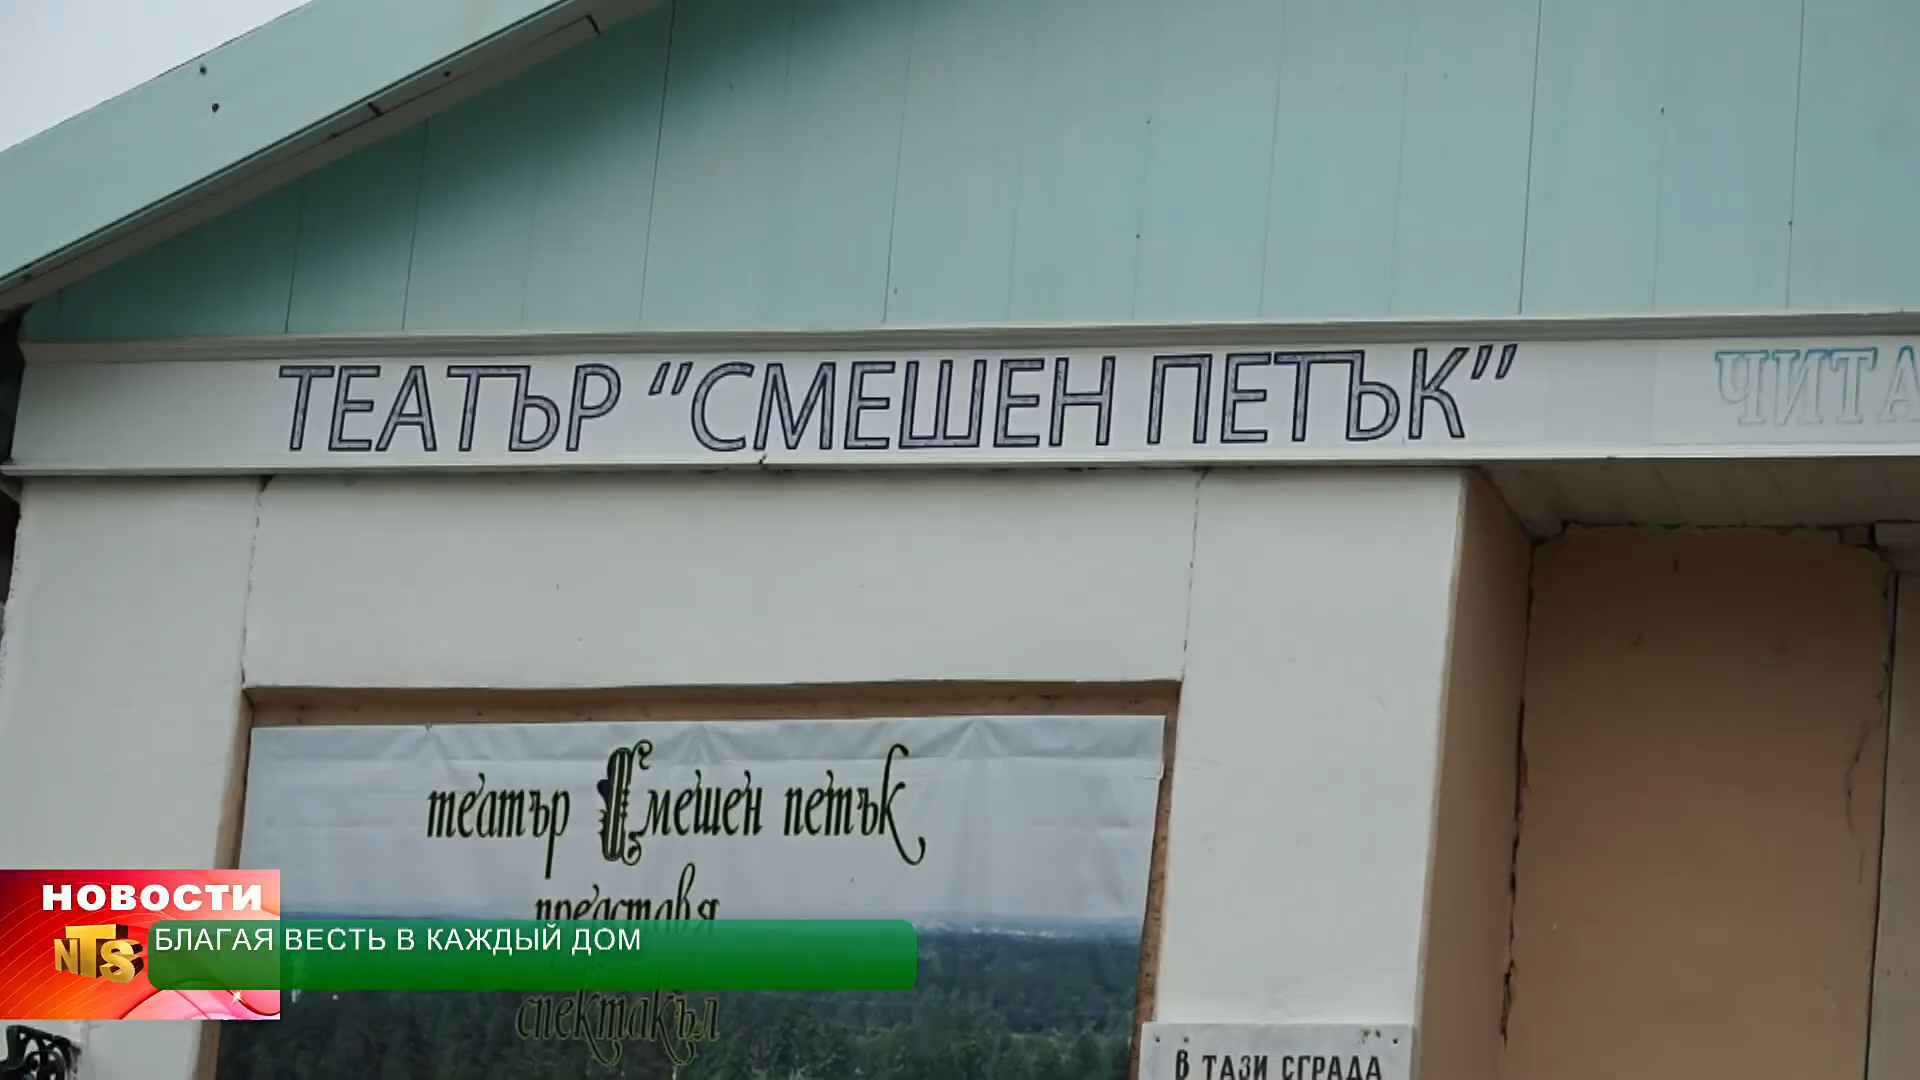 ТЕАТЪР “СМЕШЕН ПЕТЪК”
ЧИТА
театър Смешен петък
представя
спектакъл
НОВОСТИ
NTS
БЛАГАЯ ВЕСТЬ В КАЖДЫЙ ДОМ
В ТАЗИ СГРАДА